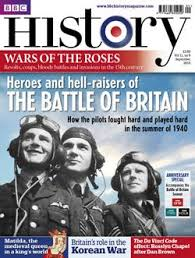 BBC
History
www.bbchistorymagazine.com
WARS OF THE ROSES
Revolts, coups, bloody battles and invasions in the 15th century
Heroes and hell-raisers of
THE BATTLE OF BRITAIN
How the pilots fought hard and played hard
in the summer of 1940
ANNIVERSARY
SPECIAL
Matilda, the
medieval queen
in a king's world
Britain's role in the
Korean War
The Da Vinci Code
effect: Rosslyn Chapel
after Dan Brown